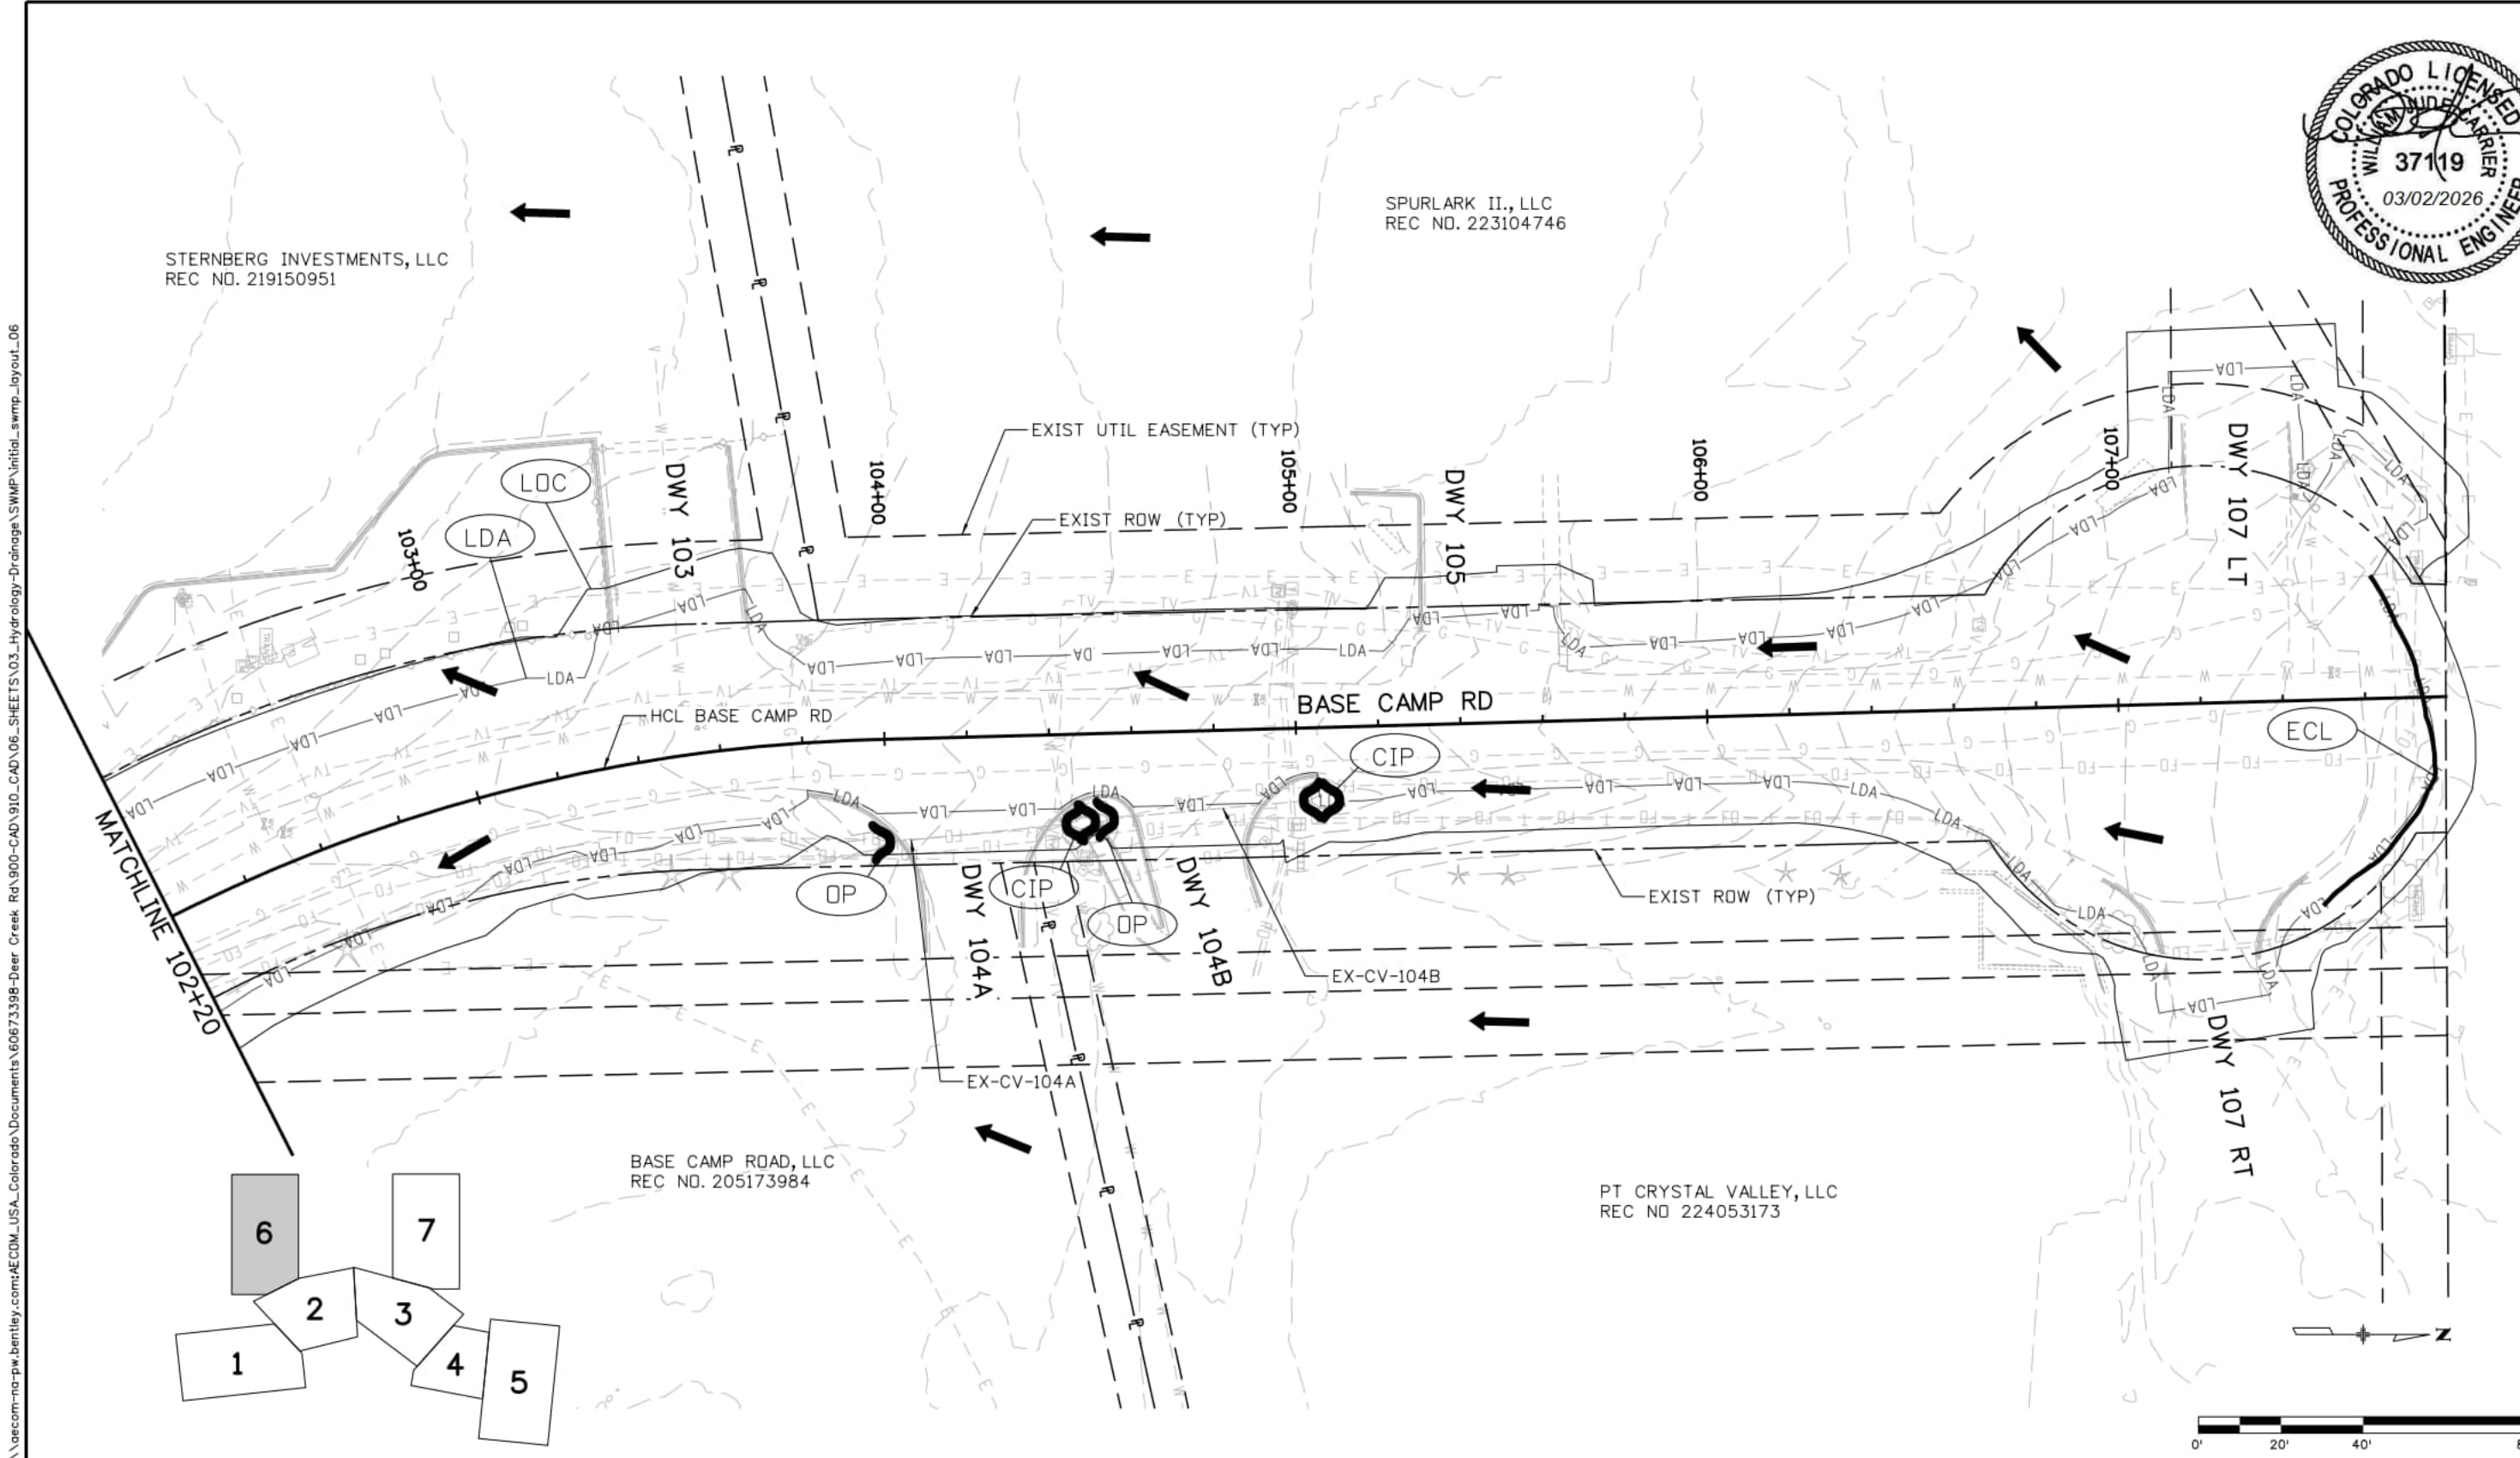 COLORADO LICENSED
WILLIAM JUDE CARRIER
37119
03/02/2026
PROFESSIONAL ENGINEER
SPURLARK II., LLC
REC NO. 223104746
STERNBERG INVESTMENTS, LLC
REC NO. 219150951
EXIST UTIL EASEMENT (TYP)
EXIST ROW (TYP)
LOC
LDA
103+00
DWY 103
104+00
105+00
DWY 105
106+00
107+00
DWY 107 LT
LDA
BASE CAMP RD
HCL BASE CAMP RD
ECL
CIP
MATCHLINE 102+20
OP
CIP
OP
DWY 104A
DWY 104B
EXIST ROW (TYP)
EX-CV-104B
EX-CV-104A
DWY 107 RT
BASE CAMP ROAD, LLC
REC NO. 205173984
PT CRYSTAL VALLEY, LLC
REC NO 224053173
6
7
2
3
1
4
5
N
0'
20'
40'
\\aecom-na-pw.bentley.com:AECOM_USA_Colorado\Documents\60673398-Deer Creek Rd\900-CAD\910_CAD\06_SHEETS\03_Hydrology-Drainage\SWMP\initial_swmp_layout_06